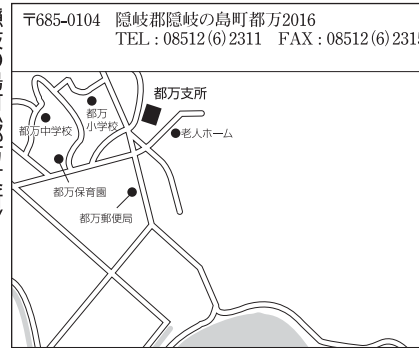 〒685-0104 隠岐郡隠岐の島町都万2016
TEL : 08512(6)2311 FAX : 08512(6)2315
都万支所
都万
小学校
都万中学校
老人ホーム
都万保育園
都万郵便局